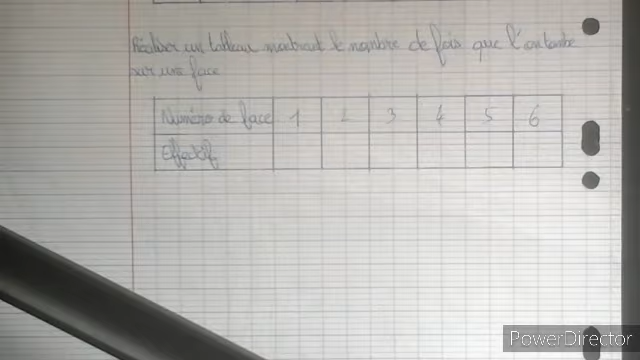 Réaliser un tableau montrant le nombre de fois que l'on tombe
sur une face
Numéro de face 1 2 3 4 5 6
Effectif
PowerDirector